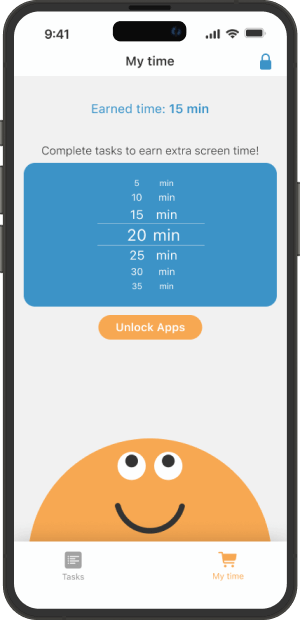 9:41
My time
Earned time: 15 min
Complete tasks to earn extra screen time!
5 min
10 min
15 min
20 min
25 min
30 min
35 min
Unlock Apps
Tasks
My time